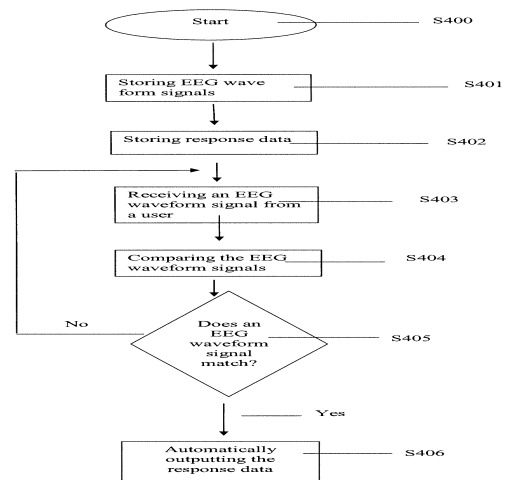 Start
S400
Storing EEG wave
form signals
S401
Storing response data
S402
Receiving an EEG
waveform signal from
a user
S403
Comparing the EEG
waveform signals
S404
Does an
EEG
waveform
signal
match?
S405
No
Yes
Automatically
outputting the
response data
S406